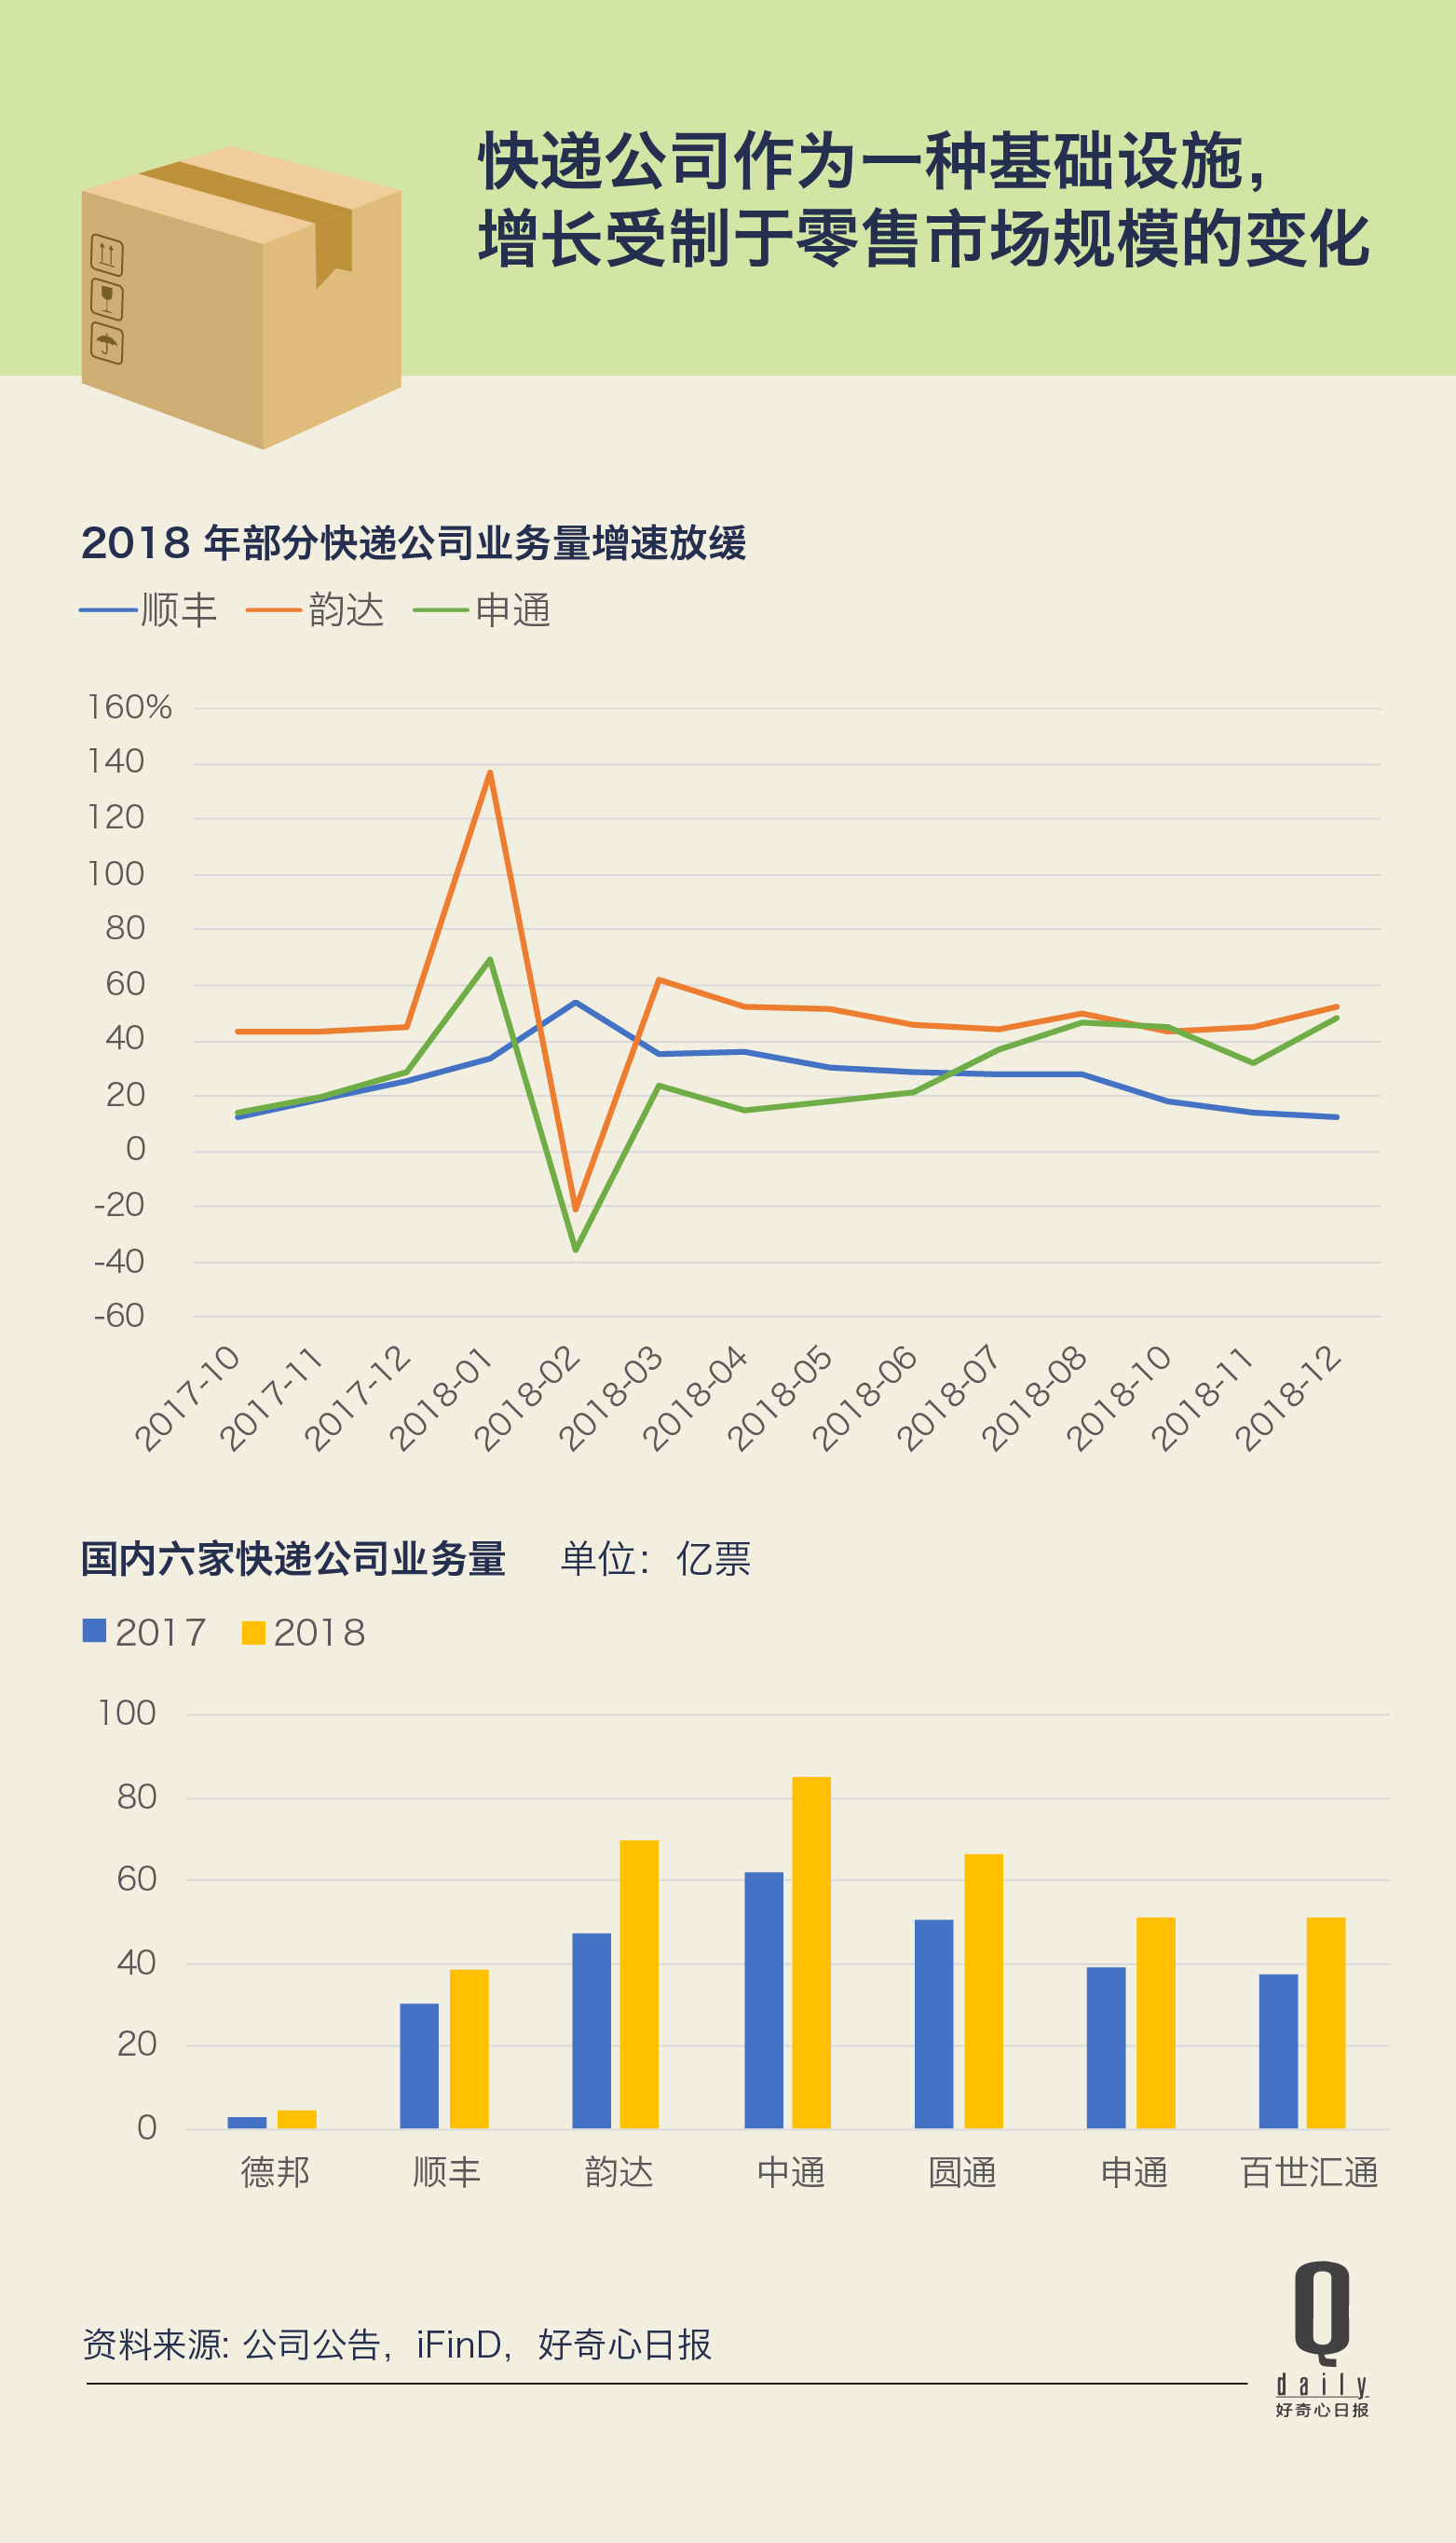 快递公司作为一种基础设施，
增长受制于零售市场规模的变化
2018 年部分快递公司业务量增速放缓
顺丰 韵达 申通
160%
140
120
100
80
60
40
20
0
-20
-40
-60
2017-10 2017-11 2017-12 2018-01 2018-02 2018-03 2018-04 2018-05 2018-06 2018-07 2018-08 2018-10 2018-11 2018-12
国内六家快递公司业务量 单位：亿票
2017 2018
100
80
60
40
20
0
德邦 顺丰 韵达 中通 圆通 申通 百世汇通
资料来源: 公司公告，iFinD，好奇心日报
Q
daily
好奇心日报